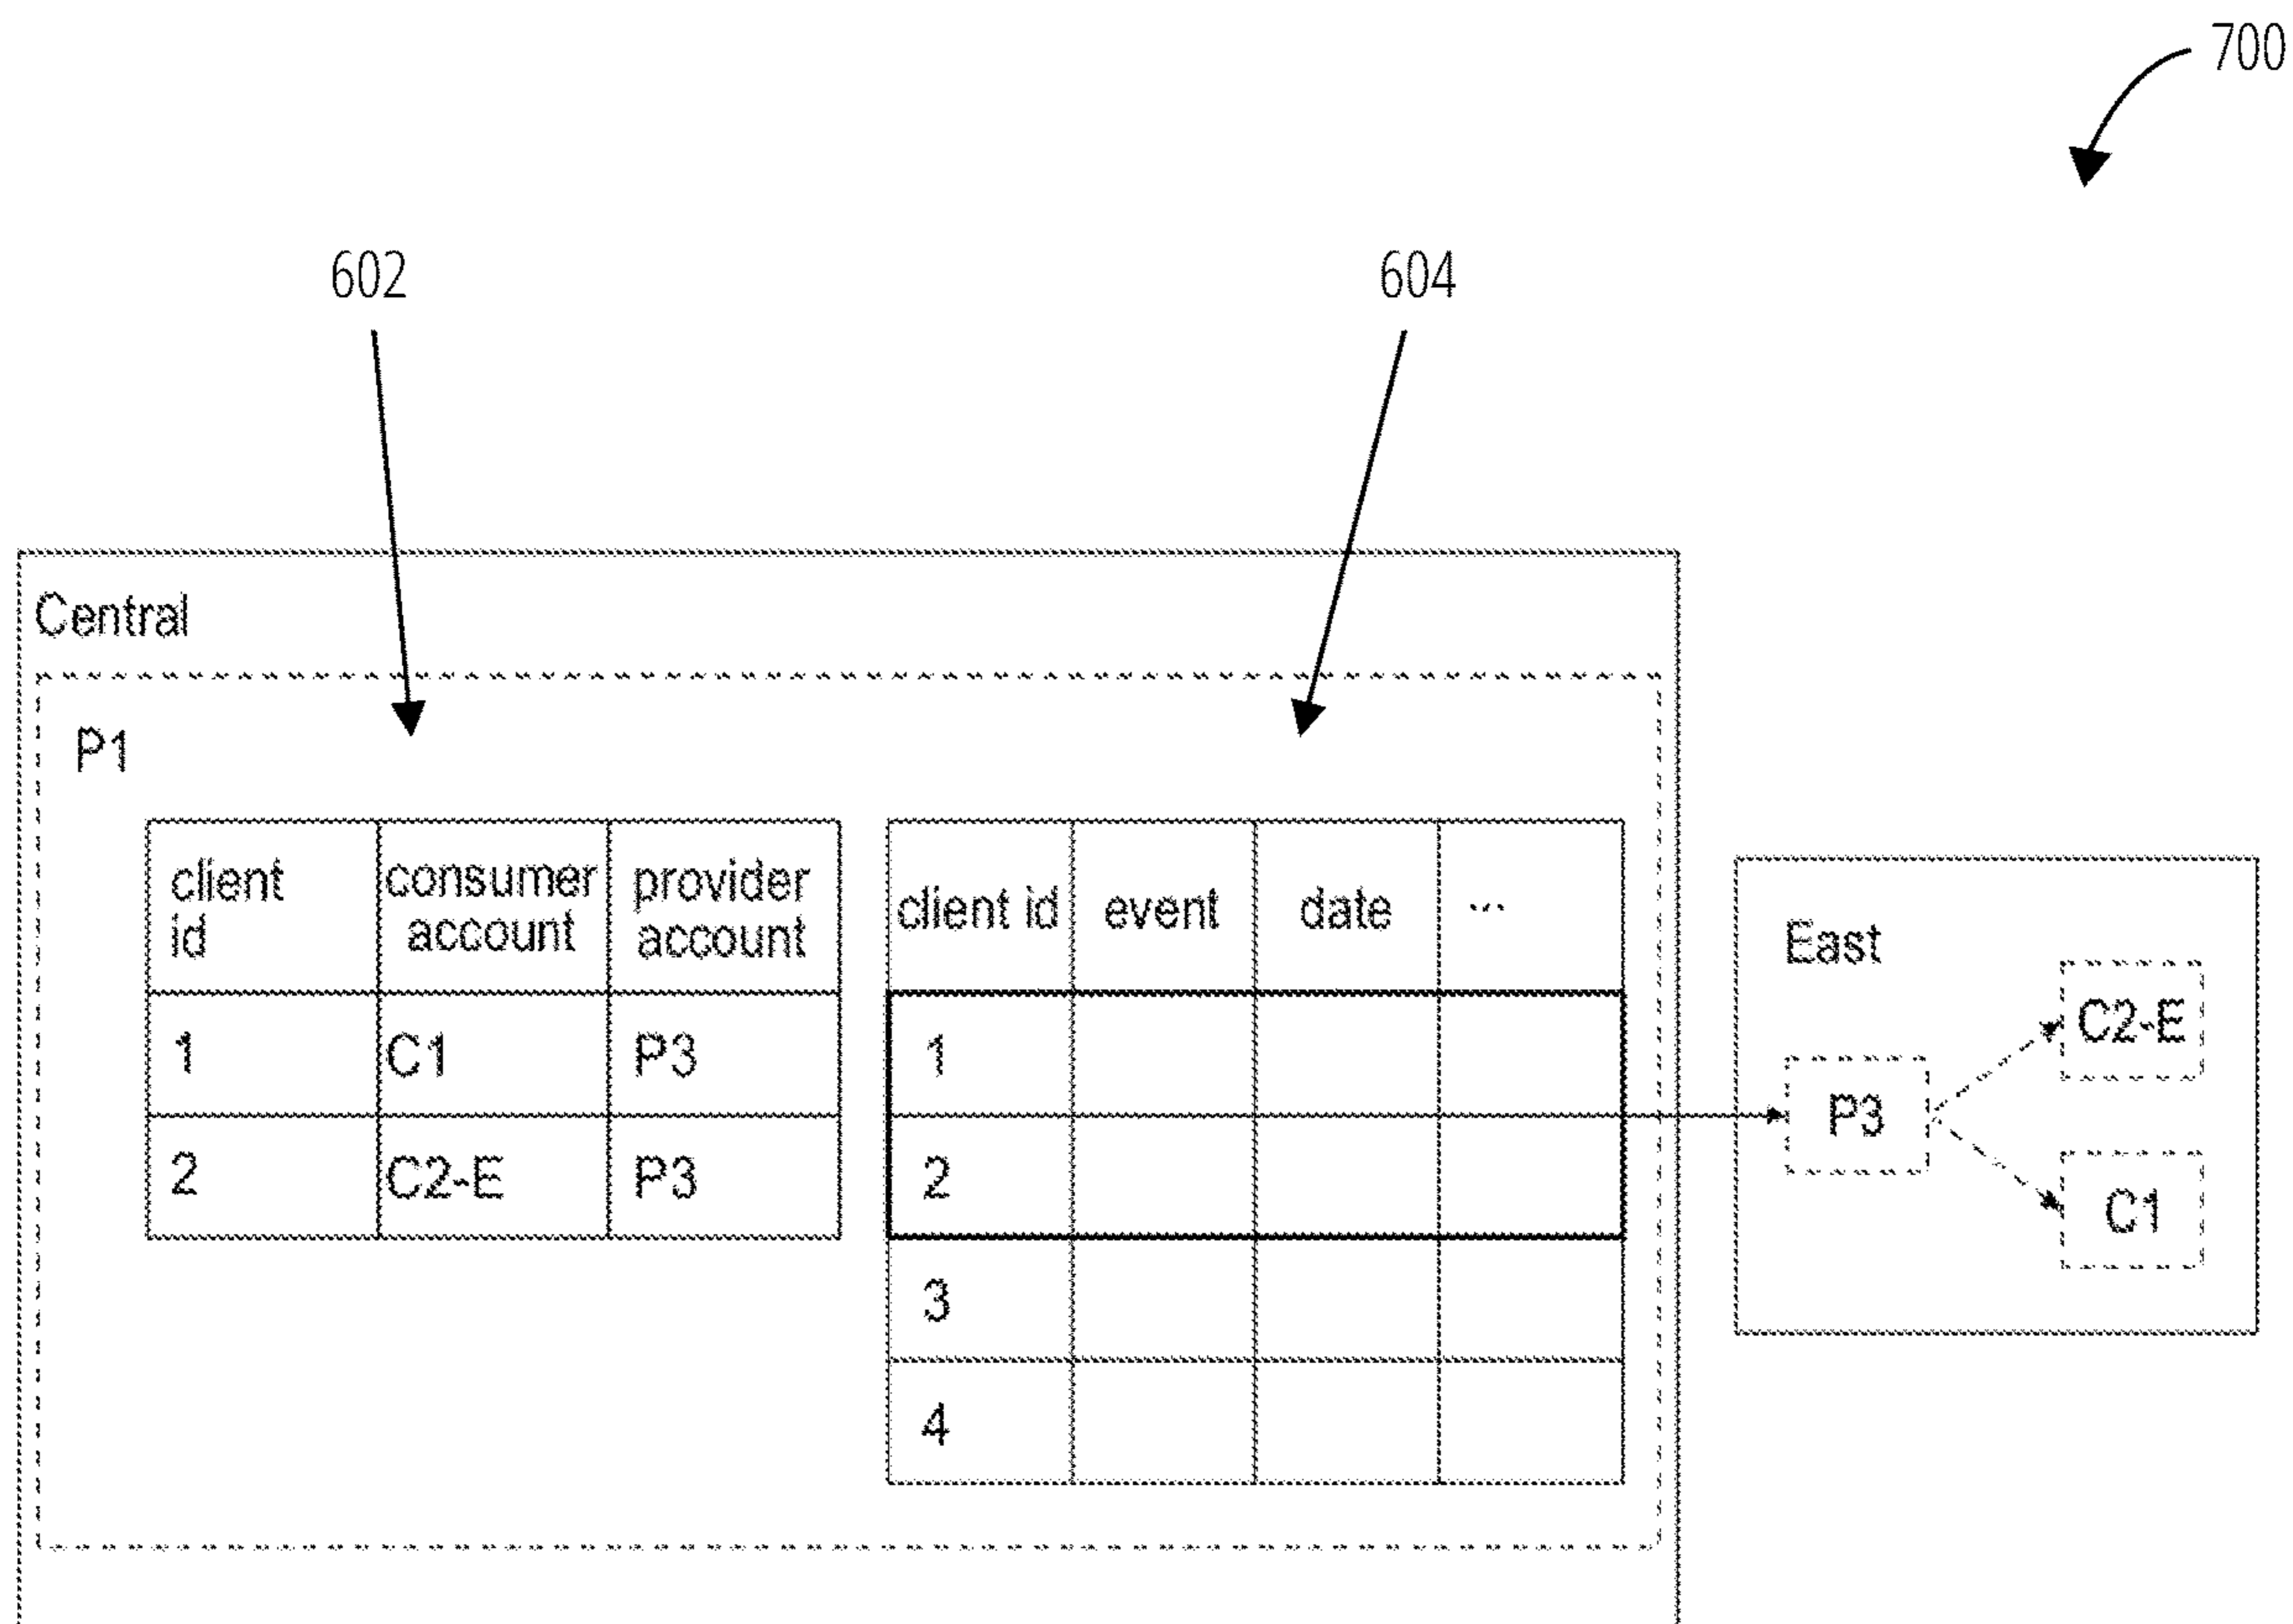 700
602
604
Central
P1
client id
consumer account
provider account
1
C1
P3
2
C2-E
P3
client id
event
date
...
1
2
3
4
East
C2-E
P3
C1